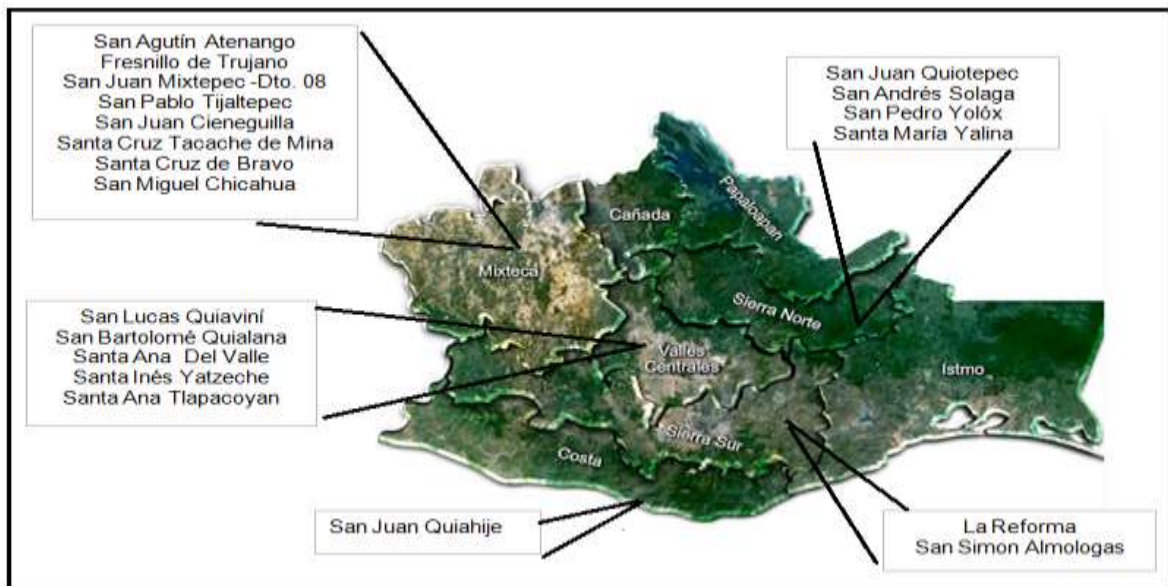 San Agutín Atenango
Fresnillo de Trujano
San Juan Mixtepec -Dto. 08
San Pablo Tijaltepec
San Juan Cieneguilla
Santa Cruz Tacache de Mina
Santa Cruz de Bravo
San Miguel Chicahua
San Juan Quiotepec
San Andrés Solaga
San Pedro Yolóx
Santa María Yalina
Cañada
Papaloapan
Mixteca
Sierra Norte
San Lucas Quiaviní
San Bartolomé Quialana
Santa Ana Del Valle
Santa Inés Yatzeche
Santa Ana Tlapacoyan
Valles
Centrales
Istmo
Sierra Sur
Costa
San Juan Quiahije
La Reforma
San Simon Almologas